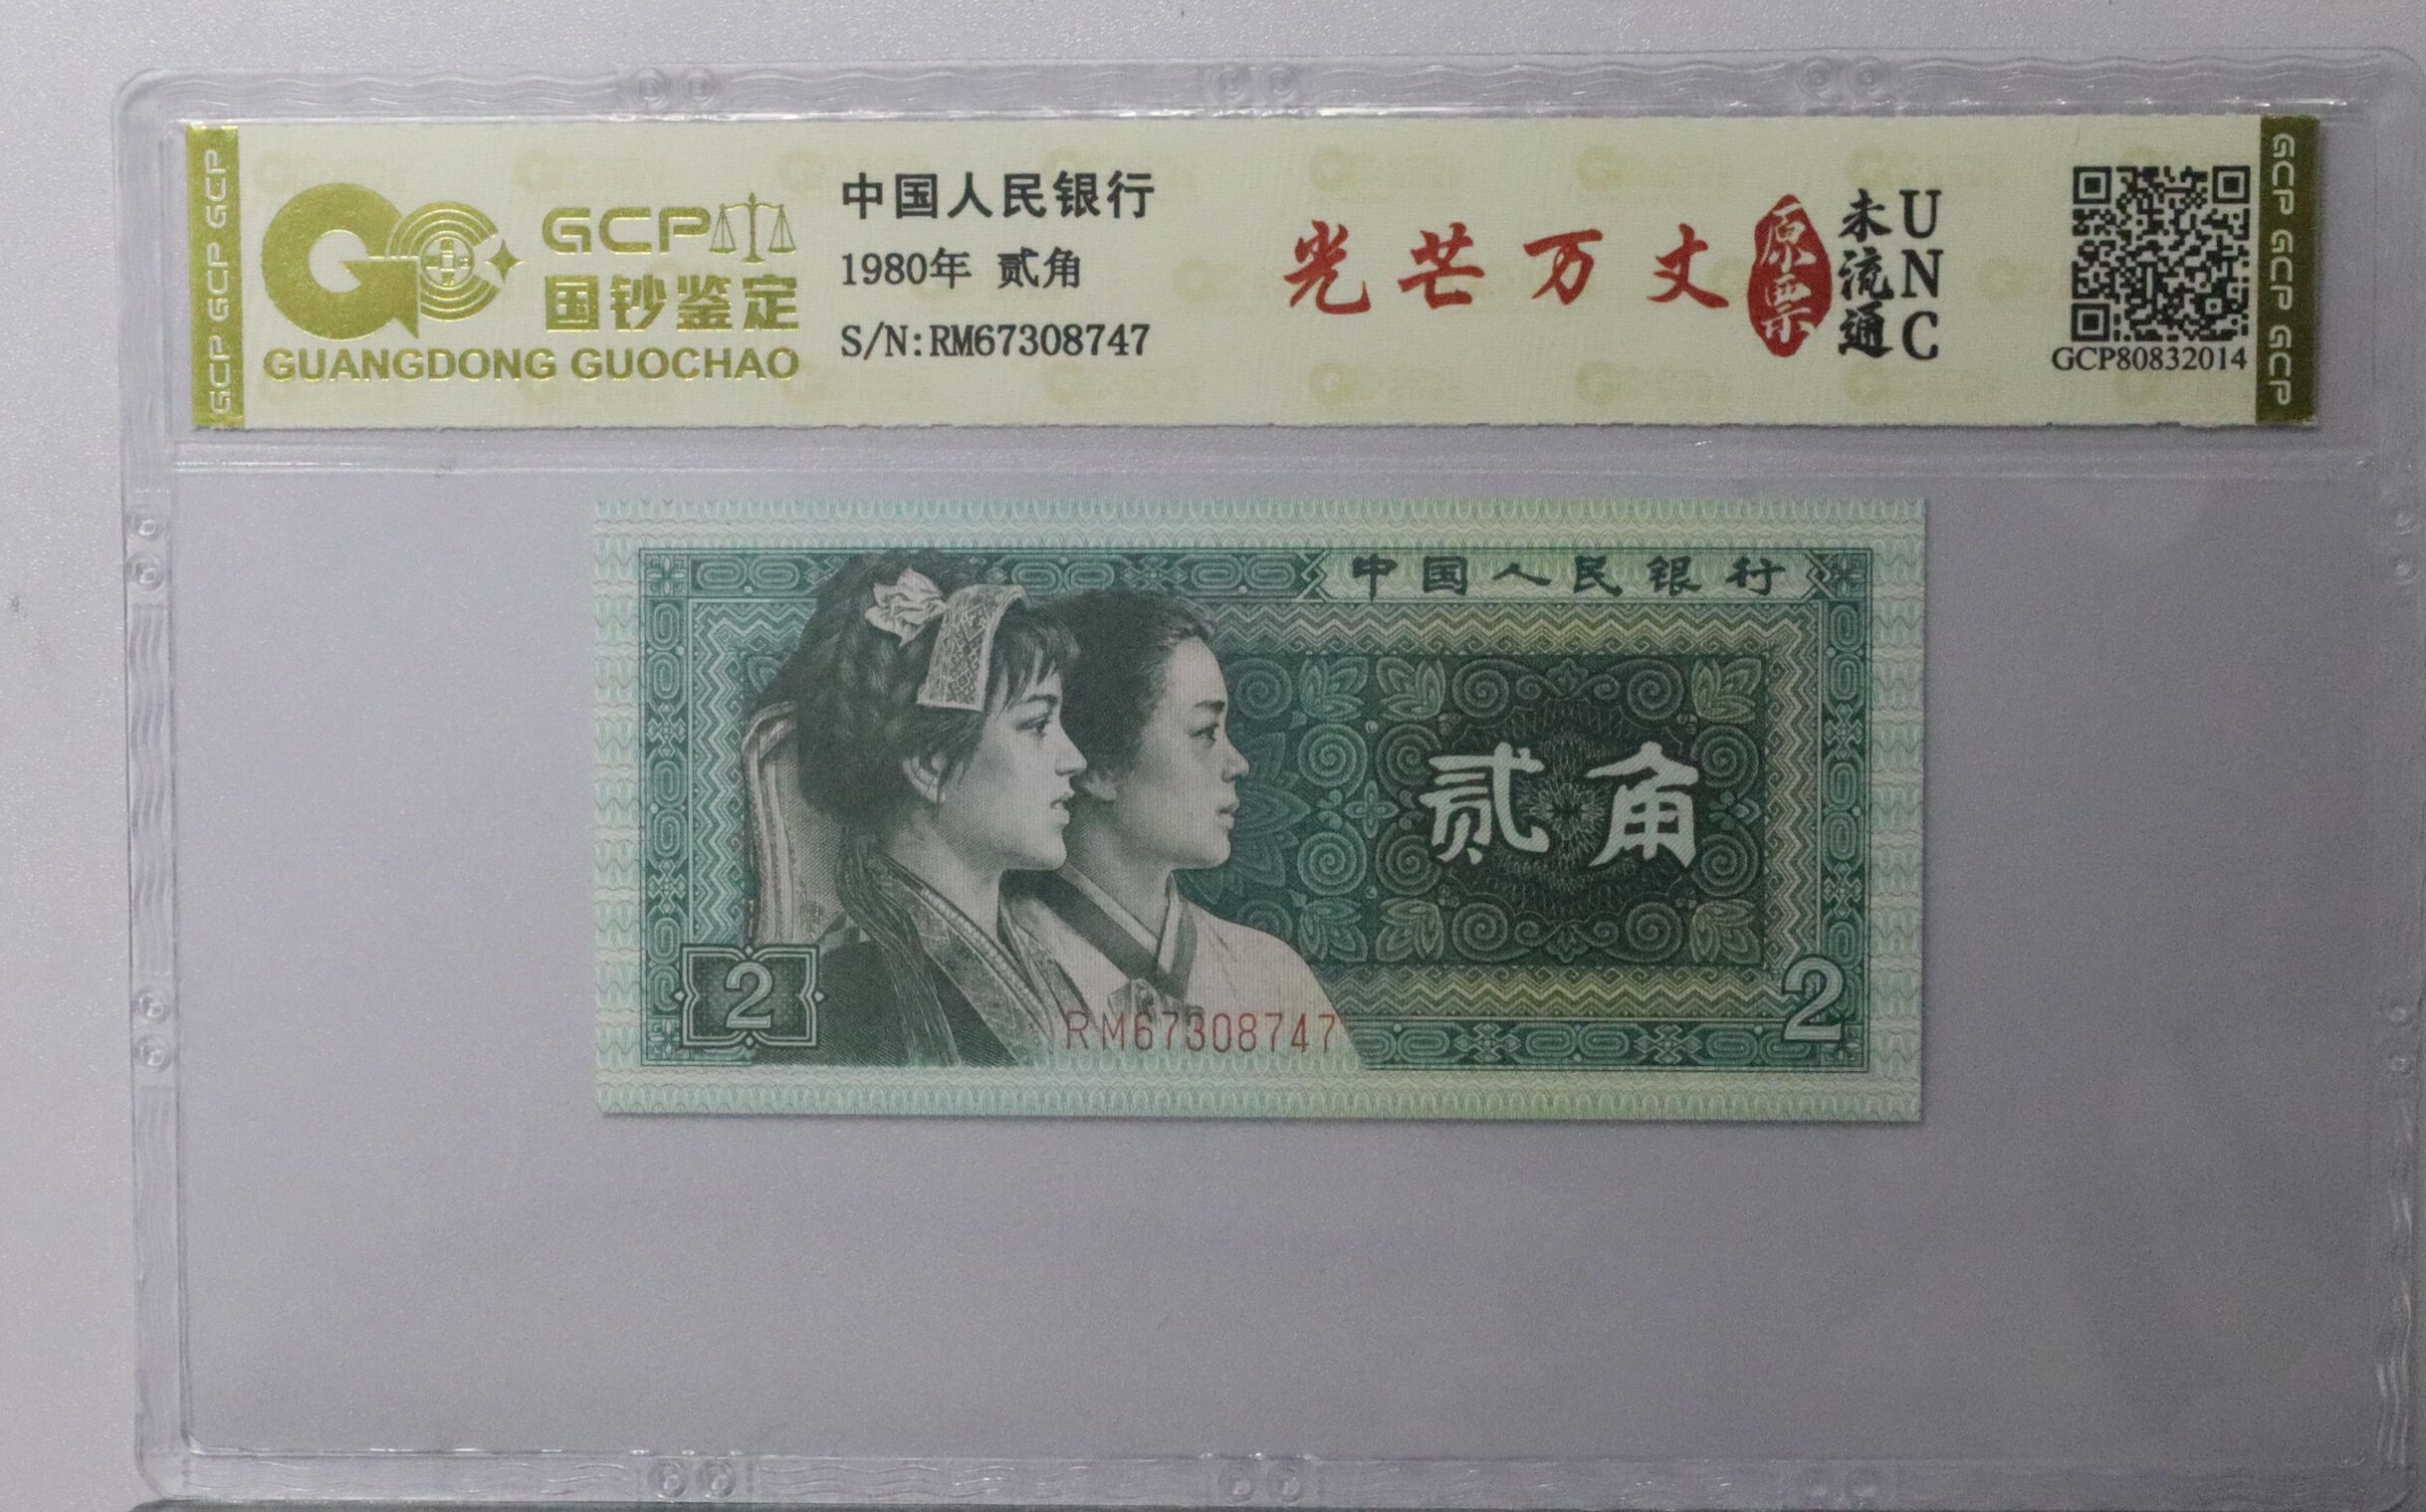 GCP GCP GCP
GCP
国钞鉴定
GUANGDONG GUOCHAO
中国人民银行
1980年 贰角
S/N:RM67308747
光芒万丈
原票
未流通
UNC
GCP80832014
GCP GCP GCP
中国人民银行
贰角
2
2
RM67308747